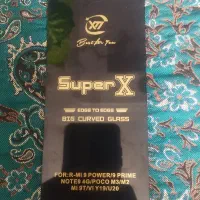 Best for You
Super X
EDGE TO EDGE
BIG CURVED GLASS
FOR:R-MI 9 POWER/9 PRIME
NOTE9 4G/POCO M3/M2
MI 9T/VI Y19/U20